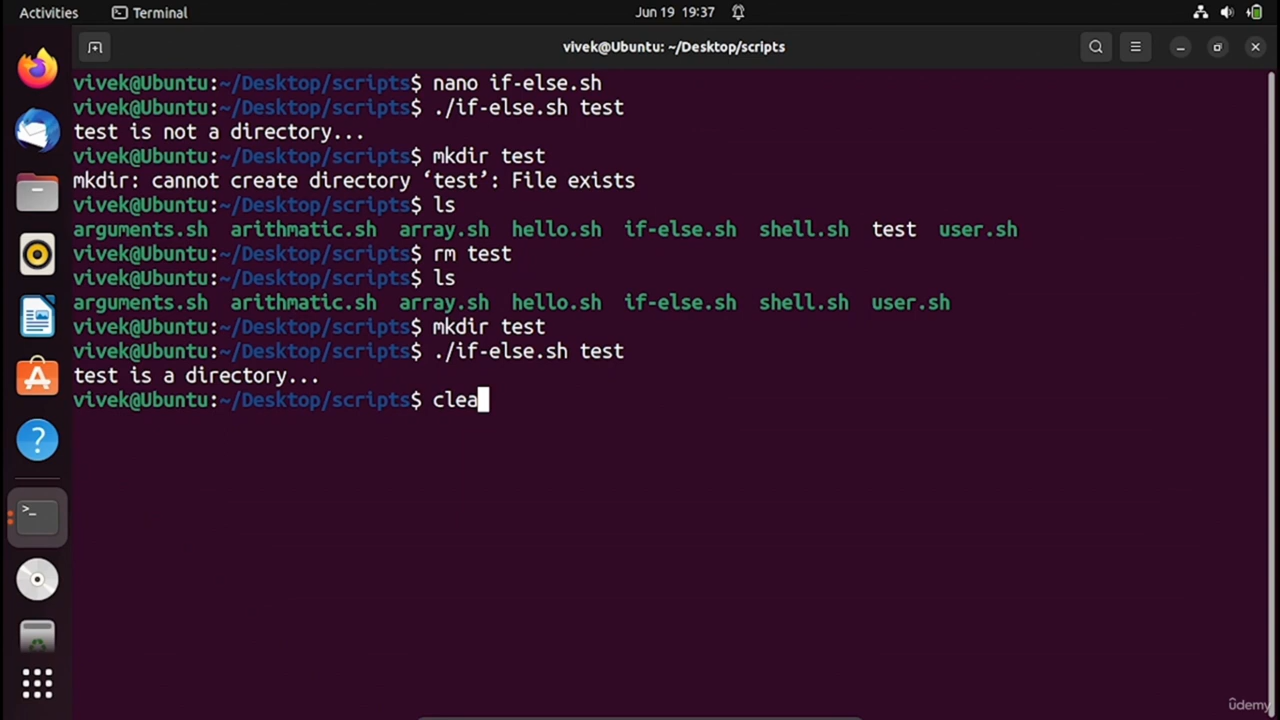 Activities
Terminal
Jun 19 19:37
vivek@Ubuntu: ~/Desktop/scripts
vivek@Ubuntu:~/Desktop/scripts$ nano if-else.sh
vivek@Ubuntu:~/Desktop/scripts$ ./if-else.sh test
test is not a directory...
vivek@Ubuntu:~/Desktop/scripts$ mkdir test
mkdir: cannot create directory ‘test’: File exists
vivek@Ubuntu:~/Desktop/scripts$ ls
arguments.sh arithmatic.sh array.sh hello.sh if-else.sh shell.sh test user.sh
vivek@Ubuntu:~/Desktop/scripts$ rm test
vivek@Ubuntu:~/Desktop/scripts$ ls
arguments.sh arithmatic.sh array.sh hello.sh if-else.sh shell.sh user.sh
vivek@Ubuntu:~/Desktop/scripts$ mkdir test
vivek@Ubuntu:~/Desktop/scripts$ ./if-else.sh test
test is a directory...
vivek@Ubuntu:~/Desktop/scripts$ clea
ûdemy